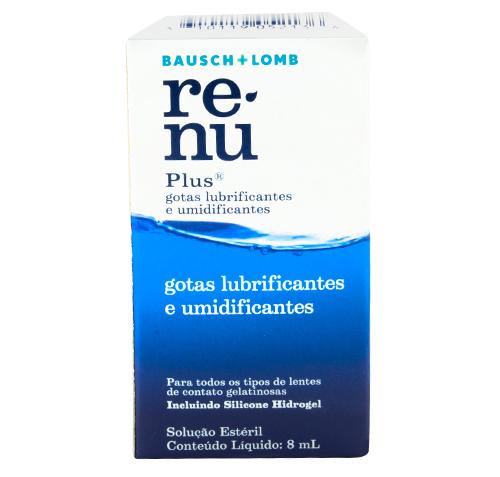 BAUSCH+LOMB
re
nu
Plus®
gotas lubrificantes
e umidificantes
gotas lubrificantes
e umidificantes
Para todos os tipos de lentes
de contato gelatinosas
Incluindo Silicone Hidrogel
Solução Estéril
Conteúdo Líquido: 8 mL